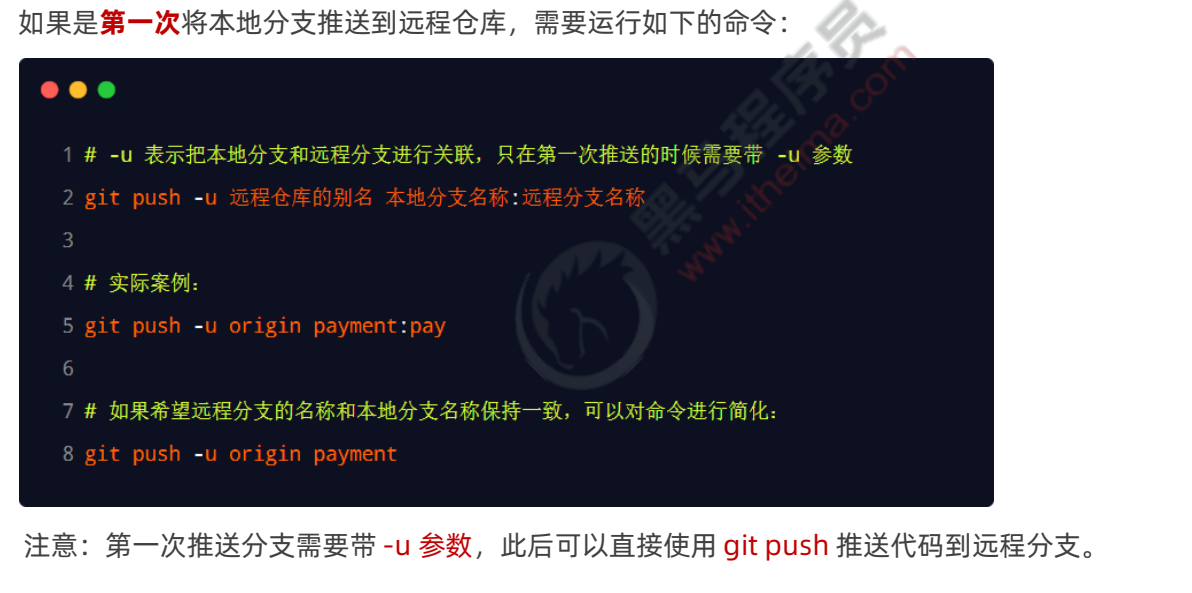 如果是第一次将本地分支推送到远程仓库，需要运行如下的命令：
1 # -u 表示把本地分支和远程分支进行关联，只在第一次推送的时候需要带 -u 参数
2 git push -u 远程仓库的别名 本地分支名称:远程分支名称
3
4 # 实际案例：
5 git push -u origin payment:pay
6
7 # 如果希望远程分支的名称和本地分支名称保持一致，可以对命令进行简化：
8 git push -u origin payment
黑马程序员
www.itheima.com
注意：第一次推送分支需要带 -u 参数，此后可以直接使用 git push 推送代码到远程分支。